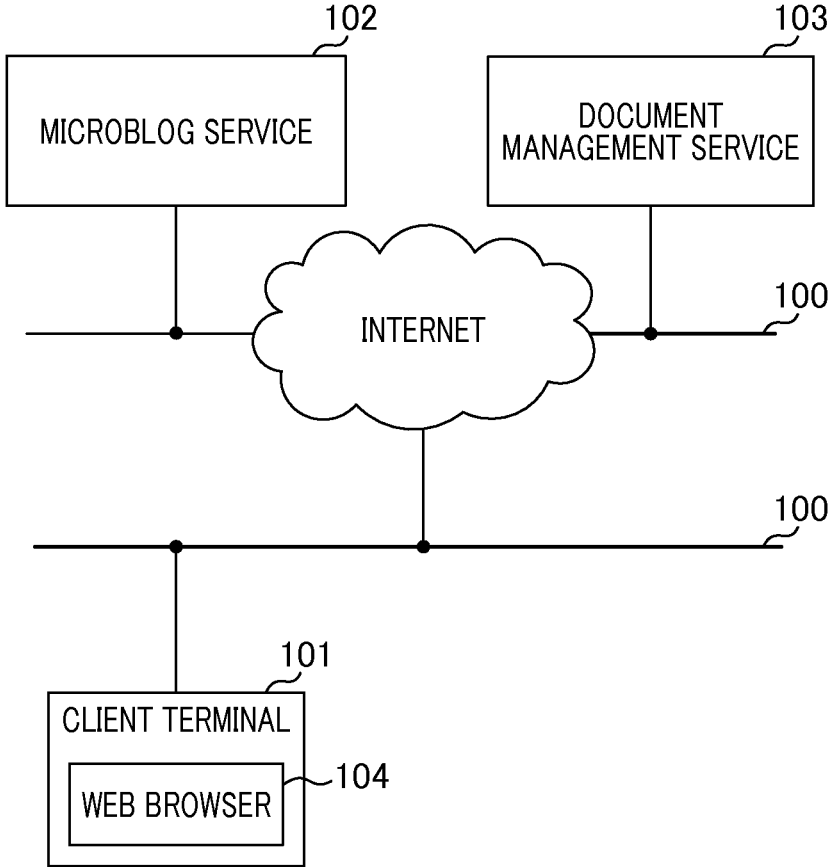 102
103
MICROBLOG SERVICE
DOCUMENT
MANAGEMENT SERVICE
100
INTERNET
100
101
CLIENT TERMINAL
WEB BROWSER
104